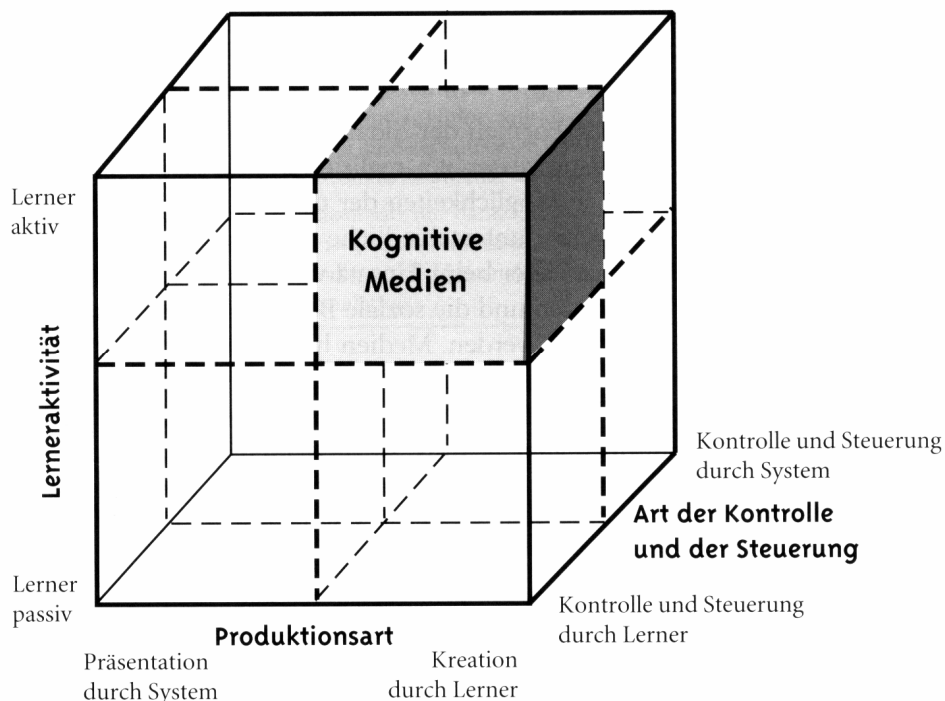 Lerner
aktiv
Kognitive
Medien
Lerneraktivität
Kontrolle und Steuerung
durch System
Art der Kontrolle
und der Steuerung
Lerner
passiv
Kontrolle und Steuerung
durch Lerner
Produktionsart
Präsentation
durch System
Kreation
durch Lerner